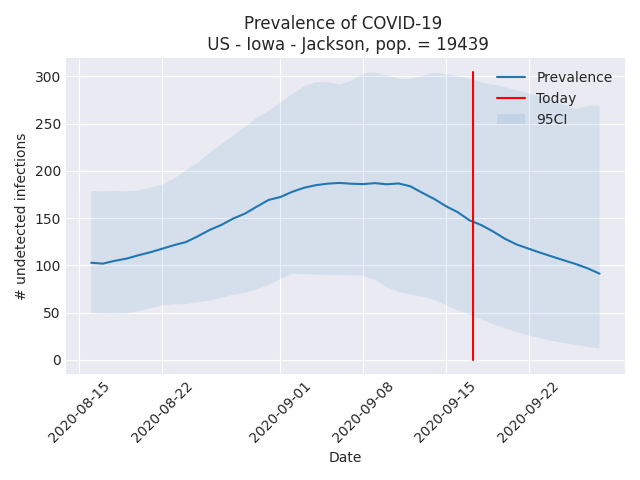 Prevalence of COVID-19
US - Iowa - Jackson, pop. = 19439
300
250
200
150
100
50
0
# undetected infections
Prevalence
Today
95CI
2020-08-15
2020-08-22
2020-09-01
2020-09-08
2020-09-15
2020-09-22
Date